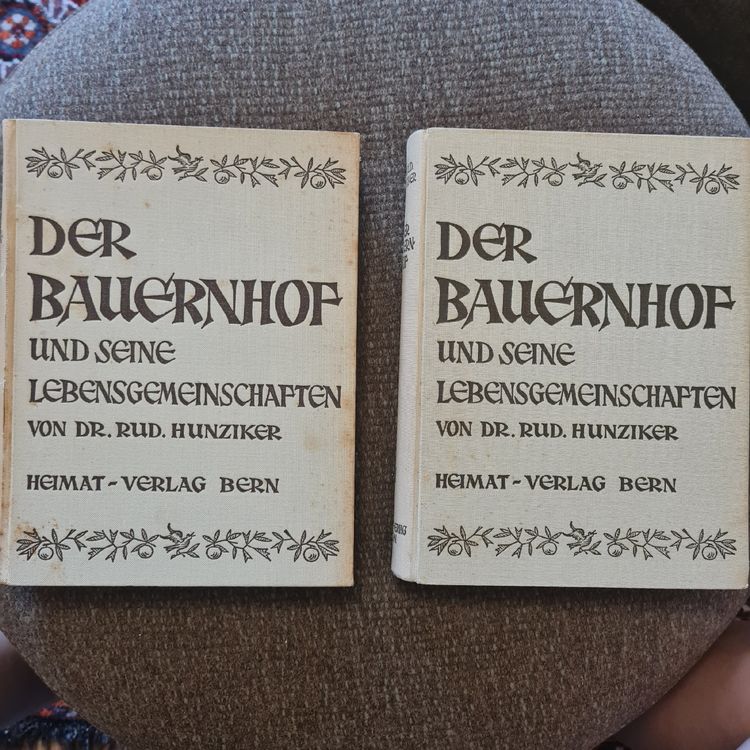 DER
BAUERNHOF
UND SEINE
LEBENSGEMEINSCHAFTEN
VON DR. RUD. HUNZIKER
HEIMAT-VERLAG BERN
DER
BAUERNHOF
UND SEINE
LEBENSGEMEINSCHAFTEN
VON DR. RUD. HUNZIKER
HEIMAT-VERLAG BERN